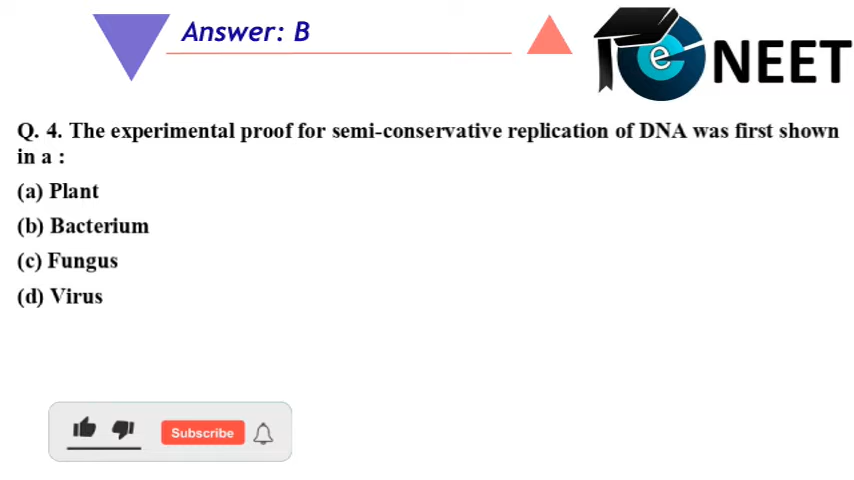 Answer: B
e NEET
Q. 4. The experimental proof for semi-conservative replication of DNA was first shown
in a :
(a) Plant
(b) Bacterium
(c) Fungus
(d) Virus
Subscribe